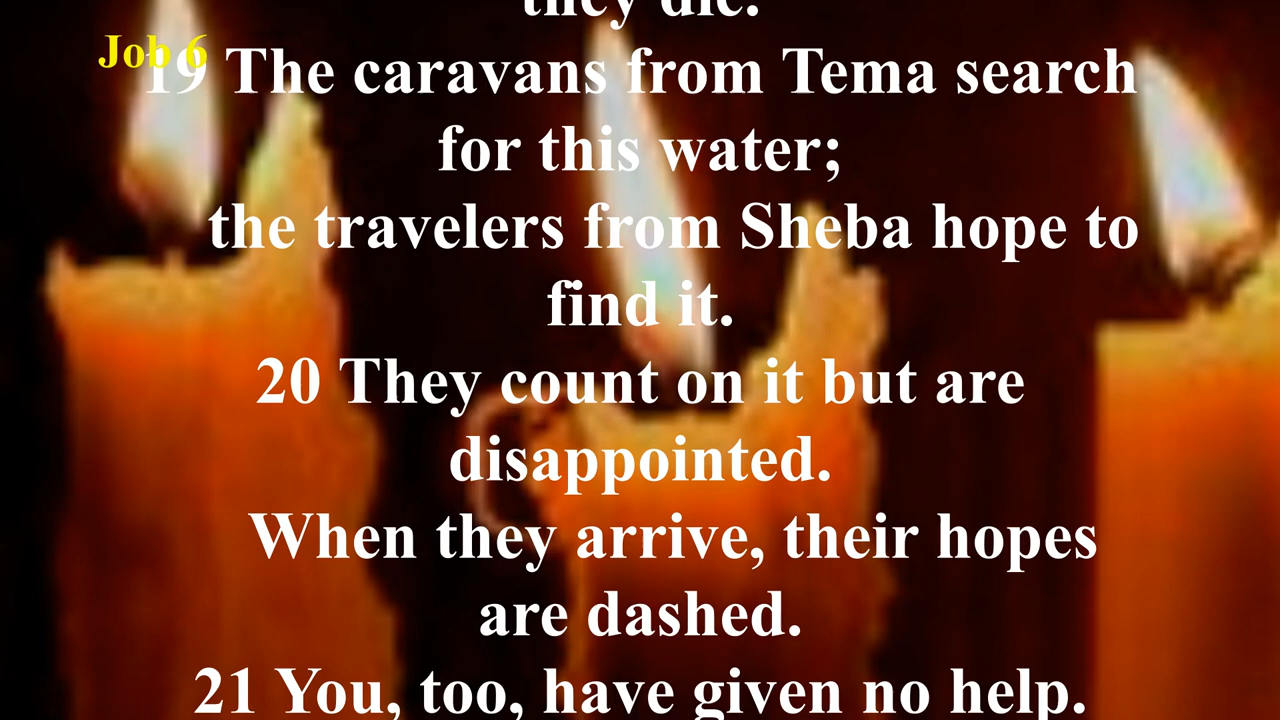 they die.
Job 6
19 The caravans from Tema search
for this water;
the travelers from Sheba hope to
find it.
20 They count on it but are
disappointed.
When they arrive, their hopes
are dashed.
21 You, too, have given no help.